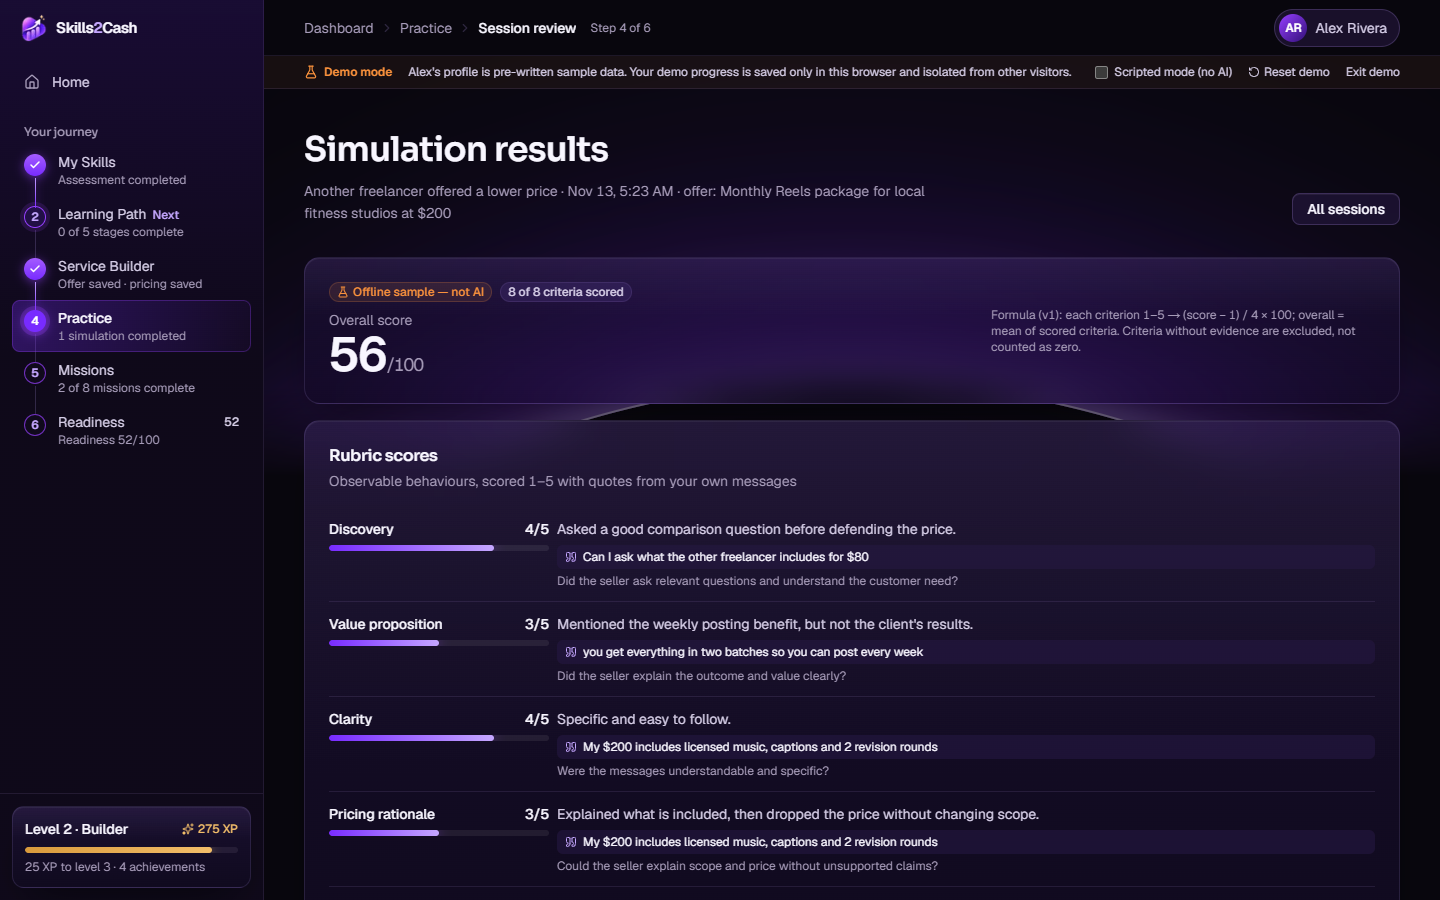 Skills2Cash
Home
Your journey
My Skills
Assessment completed
2
Learning Path Next
0 of 5 stages complete
Service Builder
Offer saved · pricing saved
4
Practice
1 simulation completed
5
Missions
2 of 8 missions complete
6
Readiness 52
Readiness 52/100
Level 2 · Builder 275 XP
25 XP to level 3 · 4 achievements
Dashboard Practice Session review Step 4 of 6
AR Alex Rivera
Demo mode Alex's profile is pre-written sample data. Your demo progress is saved only in this browser and isolated from other visitors. Scripted mode (no AI) Reset demo Exit demo
Simulation results
Another freelancer offered a lower price · Nov 13, 5:23 AM · offer: Monthly Reels package for local
fitness studios at $200
All sessions
Offline sample — not AI 8 of 8 criteria scored
Overall score
56/100
Formula (v1): each criterion 1–5 → (score − 1) / 4 × 100; overall =
mean of scored criteria. Criteria without evidence are excluded, not
counted as zero.
Rubric scores
Observable behaviours, scored 1–5 with quotes from your own messages
Discovery 4/5 Asked a good comparison question before defending the price.
Can I ask what the other freelancer includes for $80
Did the seller ask relevant questions and understand the customer need?
Value proposition 3/5 Mentioned the weekly posting benefit, but not the client's results.
you get everything in two batches so you can post every week
Did the seller explain the outcome and value clearly?
Clarity 4/5 Specific and easy to follow.
My $200 includes licensed music, captions and 2 revision rounds
Were the messages understandable and specific?
Pricing rationale 3/5 Explained what is included, then dropped the price without changing scope.
My $200 includes licensed music, captions and 2 revision rounds
Could the seller explain scope and price without unsupported claims?